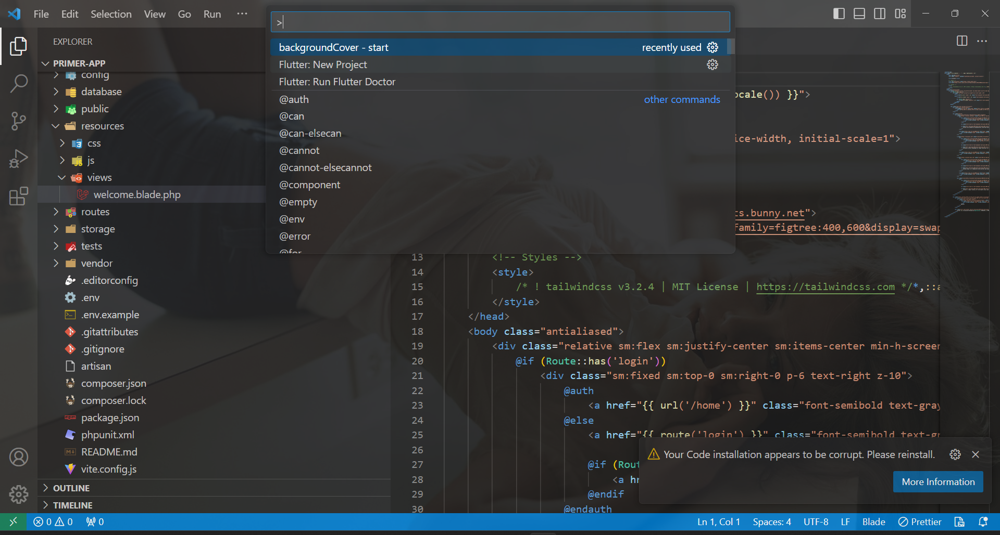 File Edit Selection View Go Run ···
>
backgroundCover - start recently used
Flutter: New Project
Flutter: Run Flutter Doctor
@auth other commands
@can
@can-elsecan
@cannot
@cannot-elsecannot
@component
@empty
@env
@error
@for
EXPLORER
PRIMER-APP
config
database
public
resources
css
js
views
welcome.blade.php
routes
storage
tests
vendor
.editorconfig
.env
.env.example
.gitattributes
.gitignore
artisan
composer.json
composer.lock
package.json
phpunit.xml
README.md
vite.config.js
OUTLINE
TIMELINE
ocale()) }}">
ice-width, initial-scale=1">
ts.bunny.net">
family=figtree:400,600&display=swap
13 <!-- Styles -->
14 <style>
15 /* ! tailwindcss v3.2.4 | MIT License | https://tailwindcss.com */*,::a
16 </style>
17 </head>
18 <body class="antialiased">
19 <div class="relative sm:flex sm:justify-center sm:items-center min-h-screen
20 @if (Route::has('login'))
21 <div class="sm:fixed sm:top-0 sm:right-0 p-6 text-right z-10">
22 @auth
23 <a href="{{ url('/home') }}" class="font-semibold text-gray
24 @else
25 <a href="{{ route('login') }}" class="font-semibold text-gr
26
27 @if (Rout
28 <a hr
29 @endif
30 @endauth
Your Code installation appears to be corrupt. Please reinstall.
More Information
0 0 0 Ln 1, Col 1 Spaces: 4 UTF-8 LF Blade Prettier